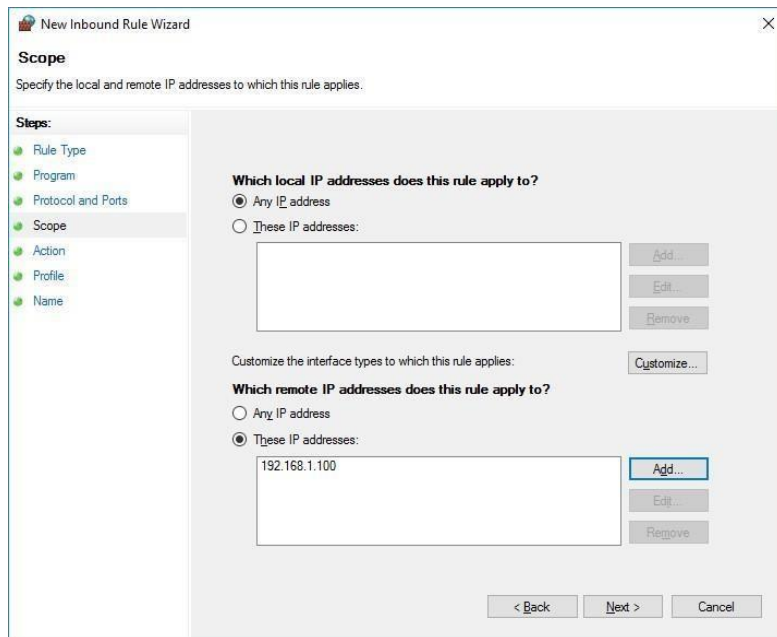 New Inbound Rule Wizard
Scope
Specify the local and remote IP addresses to which this rule applies.
Steps:
Rule Type
Program
Protocol and Ports
Scope
Action
Profile
Name
Which local IP addresses does this rule apply to?
Any IP address
These IP addresses:
Add...
Edit...
Remove
Customize the interface types to which this rule applies:
Customize...
Which remote IP addresses does this rule apply to?
Any IP address
These IP addresses:
192.168.1.100
Add...
Edit...
Remove
< Back
Next >
Cancel